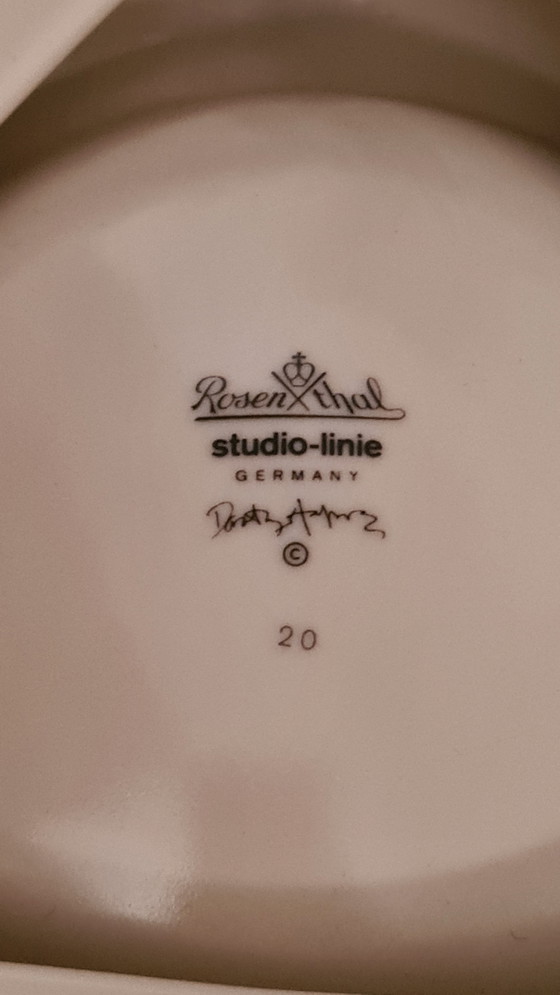 Rosenthal
studio-linie
GERMANY
©
20